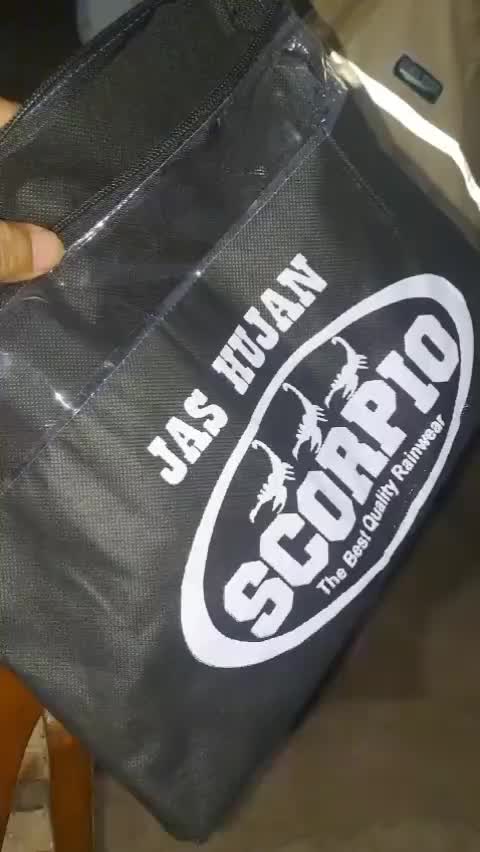 JAS HUJAN
SCORPIO
The Best Quality Rainwear